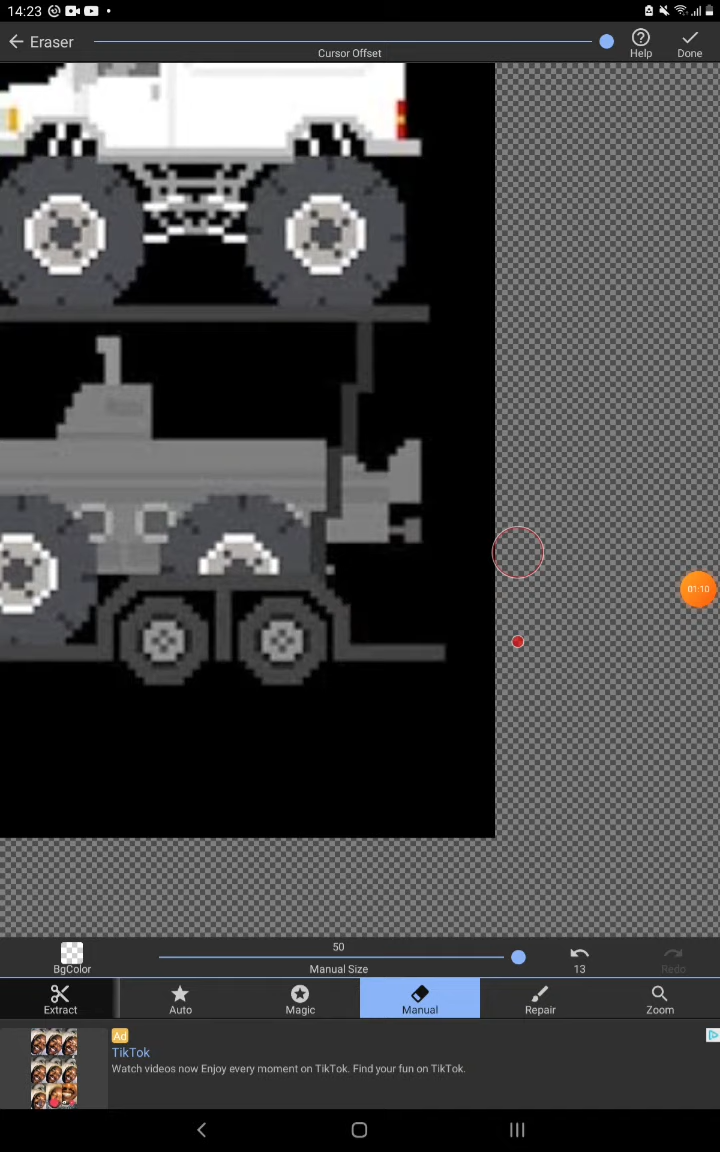 14:23
Eraser
Cursor Offset
Help
Done
01:10
50
BgColor
Manual Size
13
Redo
Extract
Auto
Magic
Manual
Repair
Zoom
Ad
TikTok
Watch videos now Enjoy every moment on TikTok. Find your fun on TikTok.